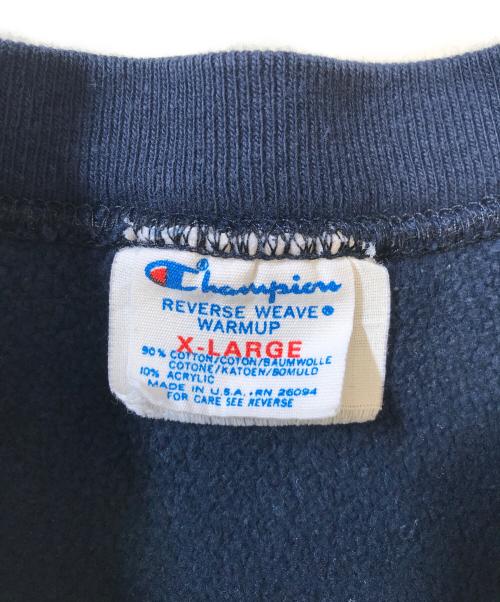 Champion®
REVERSE WEAVE®
WARMUP
X-LARGE
90% COTTON/COTON/BAUMWOLLE
COTONE/KATOEN/BOMULD
10% ACRYLIC
MADE IN U.S.A. RN 26094
FOR CARE SEE REVERSE